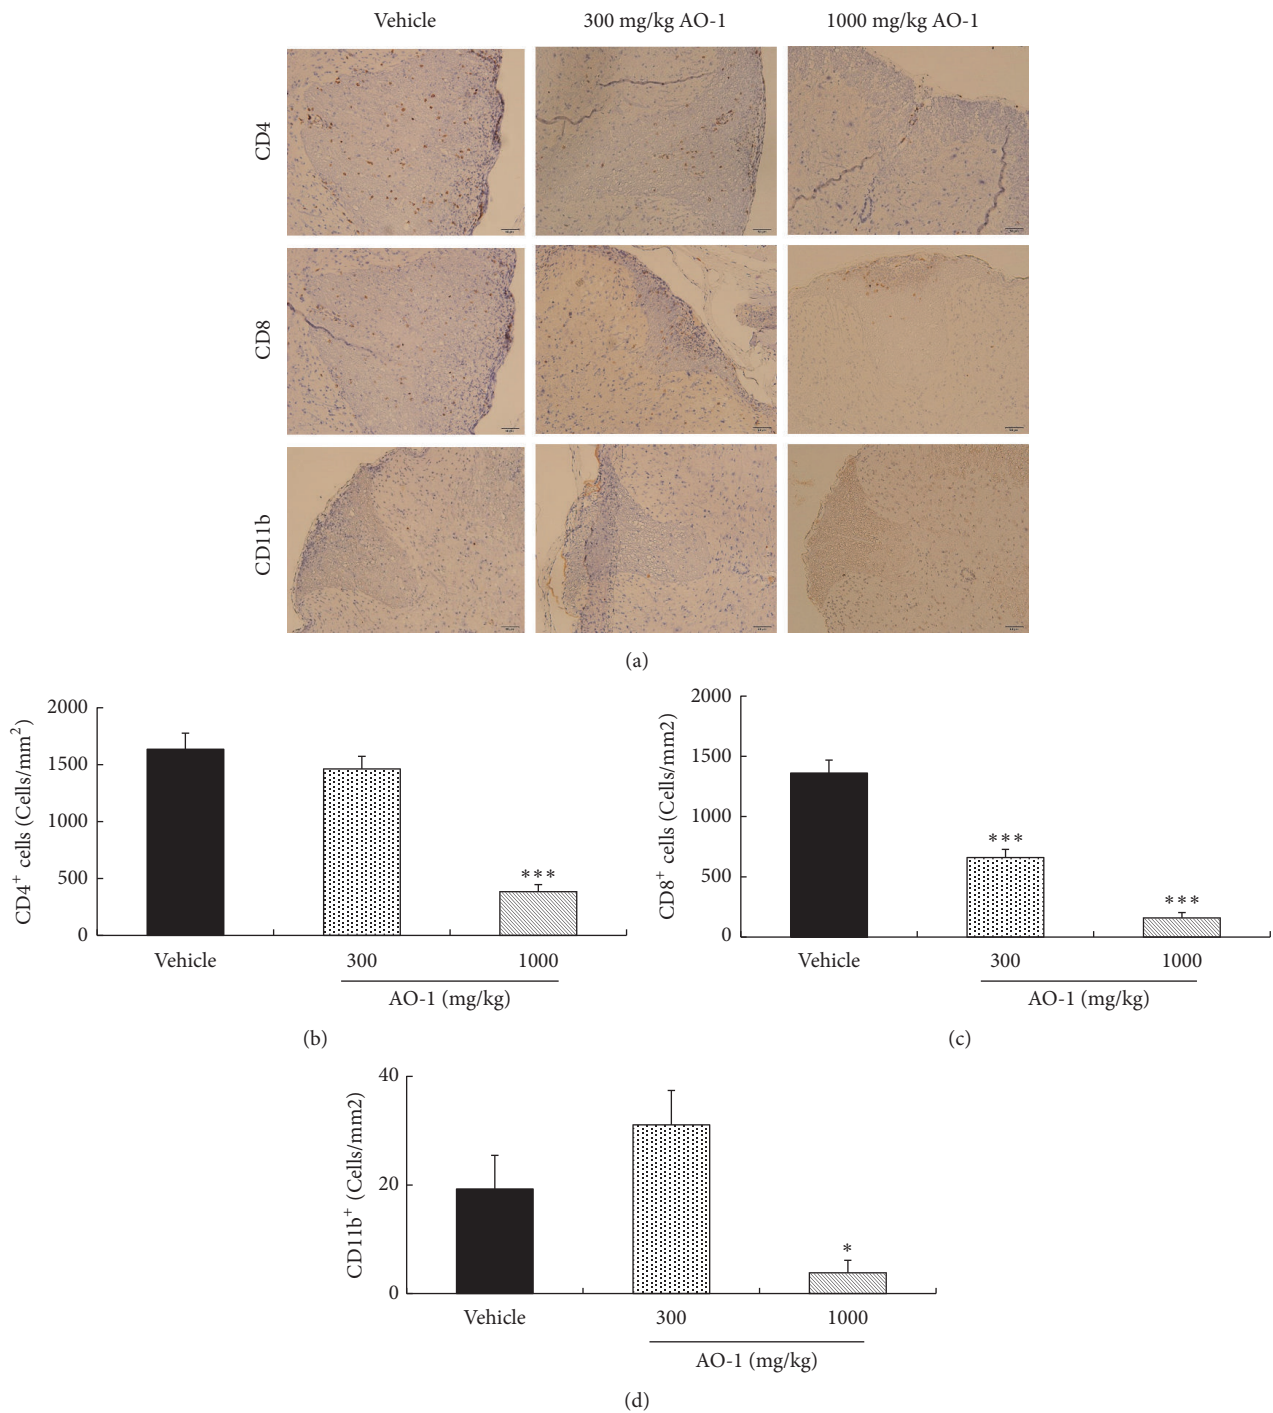 Vehicle
300 mg/kg AO-1
1000 mg/kg AO-1
CD4
CD8
CD11b
(a)
CD4+ cells (Cells/mm2)
2000
1500
1000
500
0
***
Vehicle
300
1000
AO-1 (mg/kg)
(b)
CD8+ cells (Cells/mm2)
2000
1500
1000
500
0
***
***
Vehicle
300
1000
AO-1 (mg/kg)
(c)
CD11b+ (Cells/mm2)
40
20
0
*
Vehicle
300
1000
AO-1 (mg/kg)
(d)